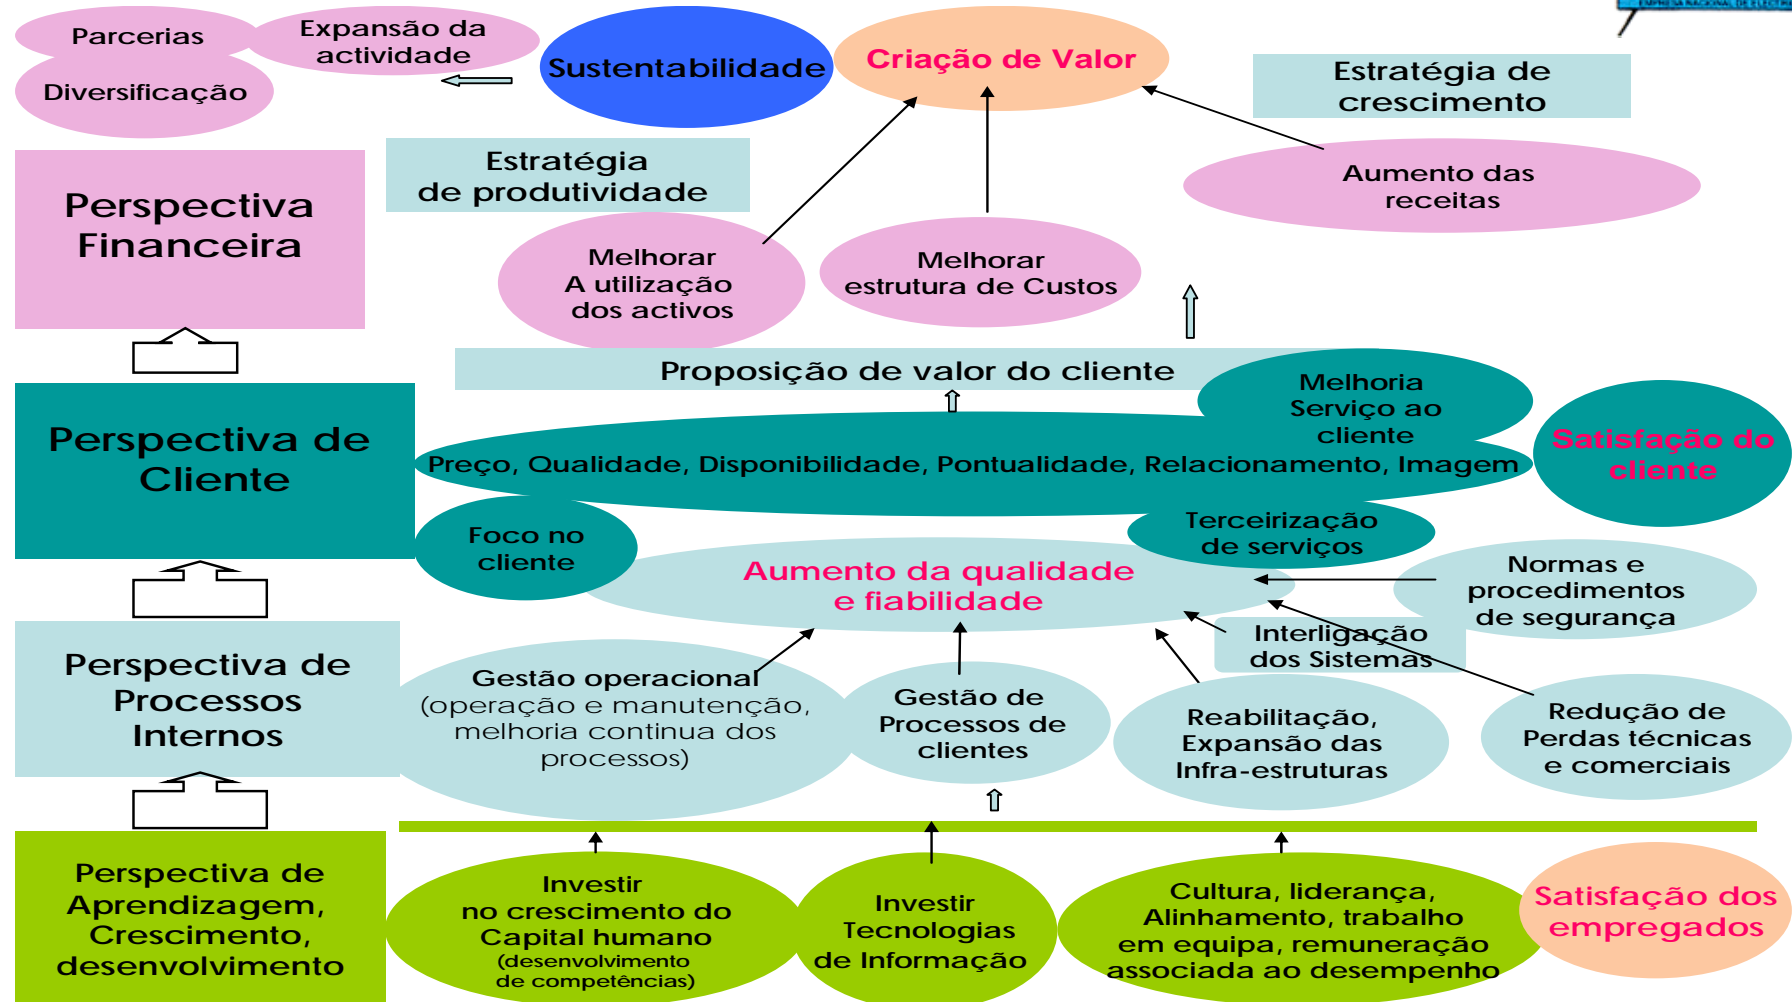 EMPRESA NACIONAL DE ELECTRI
Parcerias
Expansão da
actividade
Diversificação
Sustentabilidade
Criação de Valor
Estratégia de
crescimento
Estratégia
de produtividade
Aumento das
receitas
Perspectiva
Financeira
Melhorar
A utilização
dos activos
Melhorar
estrutura de Custos
Proposição de valor do cliente
Melhoria
Serviço ao
cliente
Perspectiva de
Cliente
Preço, Qualidade, Disponibilidade, Pontualidade, Relacionamento, Imagem
Satisfação do
cliente
Foco no
cliente
Terceirização
de serviços
Aumento da qualidade
e fiabilidade
Normas e
procedimentos
de segurança
Interligação
dos Sistemas
Perspectiva de
Processos
Internos
Gestão operacional
(operação e manutenção,
melhoria continua dos
processos)
Gestão de
Processos de
clientes
Reabilitação,
Expansão das
Infra-estruturas
Redução de
Perdas técnicas
e comerciais
Perspectiva de
Aprendizagem,
Crescimento,
desenvolvimento
Investir
no crescimento do
Capital humano
(desenvolvimento
de competências)
Investir
Tecnologias
de Informação
Cultura, liderança,
Alinhamento, trabalho
em equipa, remuneração
associada ao desempenho
Satisfação dos
empregados